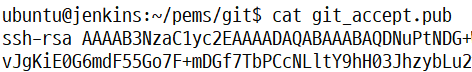 ubuntu@jenkins:~/pems/git$ cat git_accept.pub
ssh-rsa AAAAB3NzaC1yc2EAAAADAQABAAABAQDNuPtNDG+
vJgKiE0G6mdF55Go7F+mDGf7TbPCcNLltY9hH03JhzybLu2